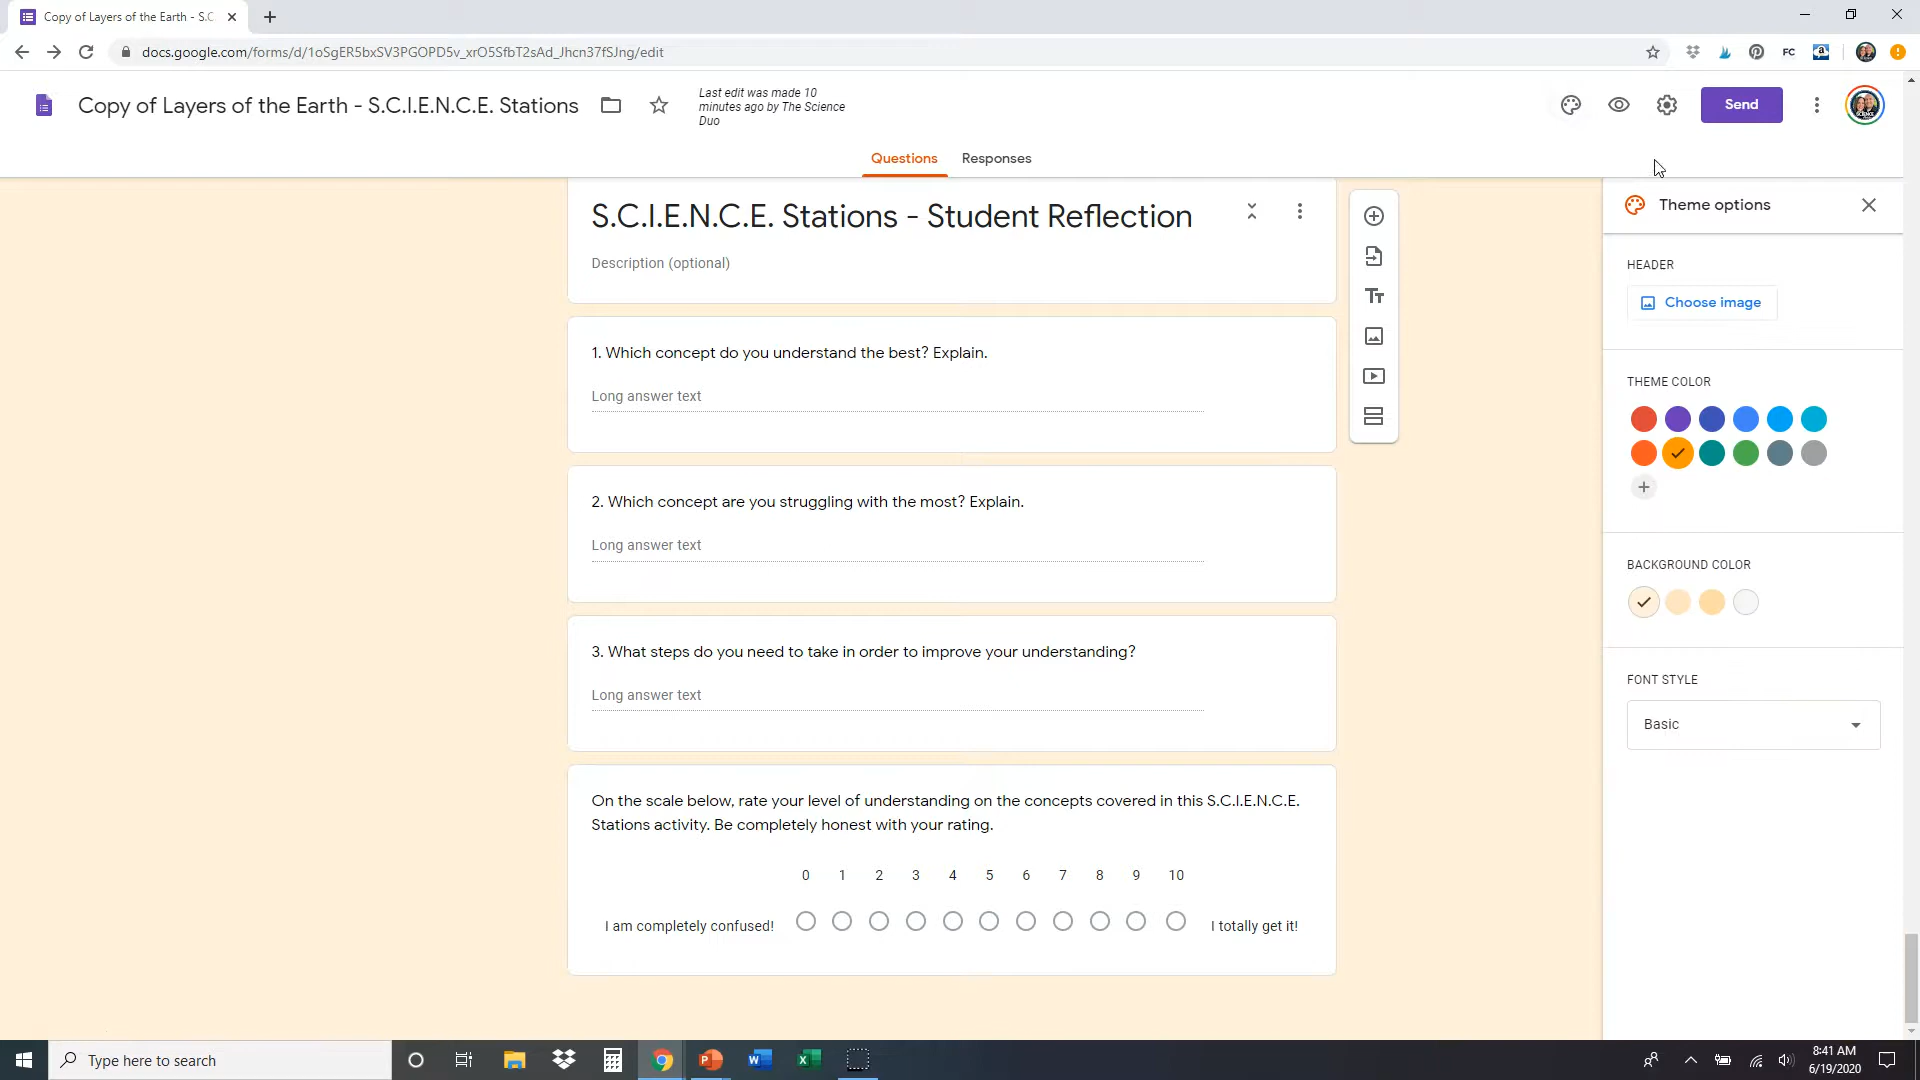 Copy of Layers of the Earth - S.C
docs.google.com/forms/d/1oSgER5bxSV3PGOPD5v_xrO5SfbT2sAd_Jhcn37fSJng/edit
FC
a
Copy of Layers of the Earth - S.C.I.E.N.C.E. Stations
Last edit was made 10
minutes ago by The Science
Duo
Send
Questions
Responses
S.C.I.E.N.C.E. Stations - Student Reflection
Description (optional)
Theme options
HEADER
Choose image
1. Which concept do you understand the best? Explain.
Long answer text
Tt
THEME COLOR
2. Which concept are you struggling with the most? Explain.
Long answer text
BACKGROUND COLOR
3. What steps do you need to take in order to improve your understanding?
Long answer text
FONT STYLE
Basic
On the scale below, rate your level of understanding on the concepts covered in this S.C.I.E.N.C.E.
Stations activity. Be completely honest with your rating.
0 1 2 3 4 5 6 7 8 9 10
I am completely confused!
I totally get it!
Type here to search
8:41 AM
6/19/2020